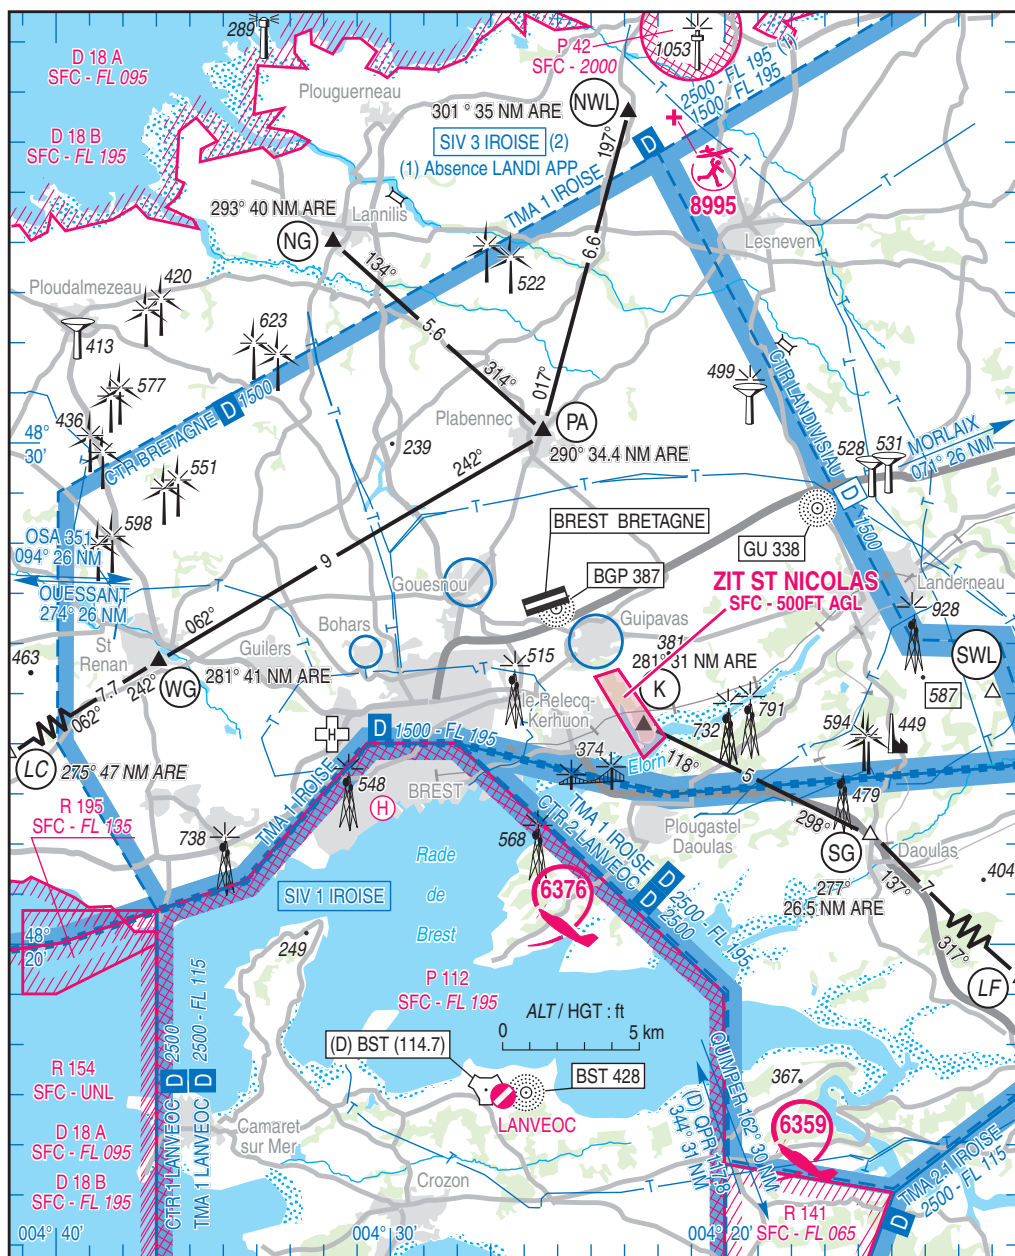 289
D 18 A
SFC - FL 095
Plouguerneau
P 42
SFC - 2000
1053
2500 - FL 195 (1)
1500 - FL 195
NWL
301 ° 35 NM ARE
197°
D 18 B
SFC - FL 195
SIV 3 IROISE (2)
(1) Absence LANDI APP
D
8995
TMA 1 IROISE
293° 40 NM ARE
Lannilis
NG
134°
6.6
Lesneven
522
Ploudalmezeau
420
413
623
5.6
314°
017°
CTR LANDIVISIAU
499
577
CTR BRETAGNE D 1500
436
Plabennec
PA
290° 34.4 NM ARE
239
242°
48°
30'
528
531
MORLAIX
071° 26 NM
551
D 1500
598
OSA 351
094° 26 NM
OUESSANT
274° 26 NM
9
BREST BRETAGNE
GU 338
BGP 387
ZIT ST NICOLAS
SFC - 500FT AGL
Gouesnou
Landerneau
062°
Bohars
Guipavas
928
St
Renan
Guilers
463
381
281° 31 NM ARE
SWL
515
K
587
WG
281° 41 NM ARE
7.7
242°
062°
le Relecq-
Kerhuon
791
732
594
449
H
D 1500 - FL 195
LC
275° 47 NM ARE
374
Elorn
118°
5
R 195
SFC - FL 135
548
BREST
H
479
TMA 1 IROISE
738
568
TMA 1 IROISE
CTR 2 LANVEOC
Plougastel
Daoulas
298°
SG
Daoulas
Rade
de
Brest
277°
26.5 NM ARE
137°
7
404
SIV 1 IROISE
6376
D 2500 - FL 195
D 2500
317°
48°
20'
249
LF
P 112
SFC - FL 195
ALT / HGT : ft
0 5 km
(D) BST (114.7)
BST 428
LANVEOC
R 154
SFC - UNL
CTR 1 LANVEOC D 2500
TMA 1 LANVEOC D 2500 - FL 115
QUIMPER 162° 30 NM
(D) QPR 117.8
344° 31 NM
367
6359
D 18 A
SFC - FL 095
Camaret
sur Mer
D 18 B
SFC - FL 195
Crozon
TMA 2.1 IROISE
2500 - FL 115
D
R 141
SFC - FL 065
004° 40'
004° 30'
004° 20'